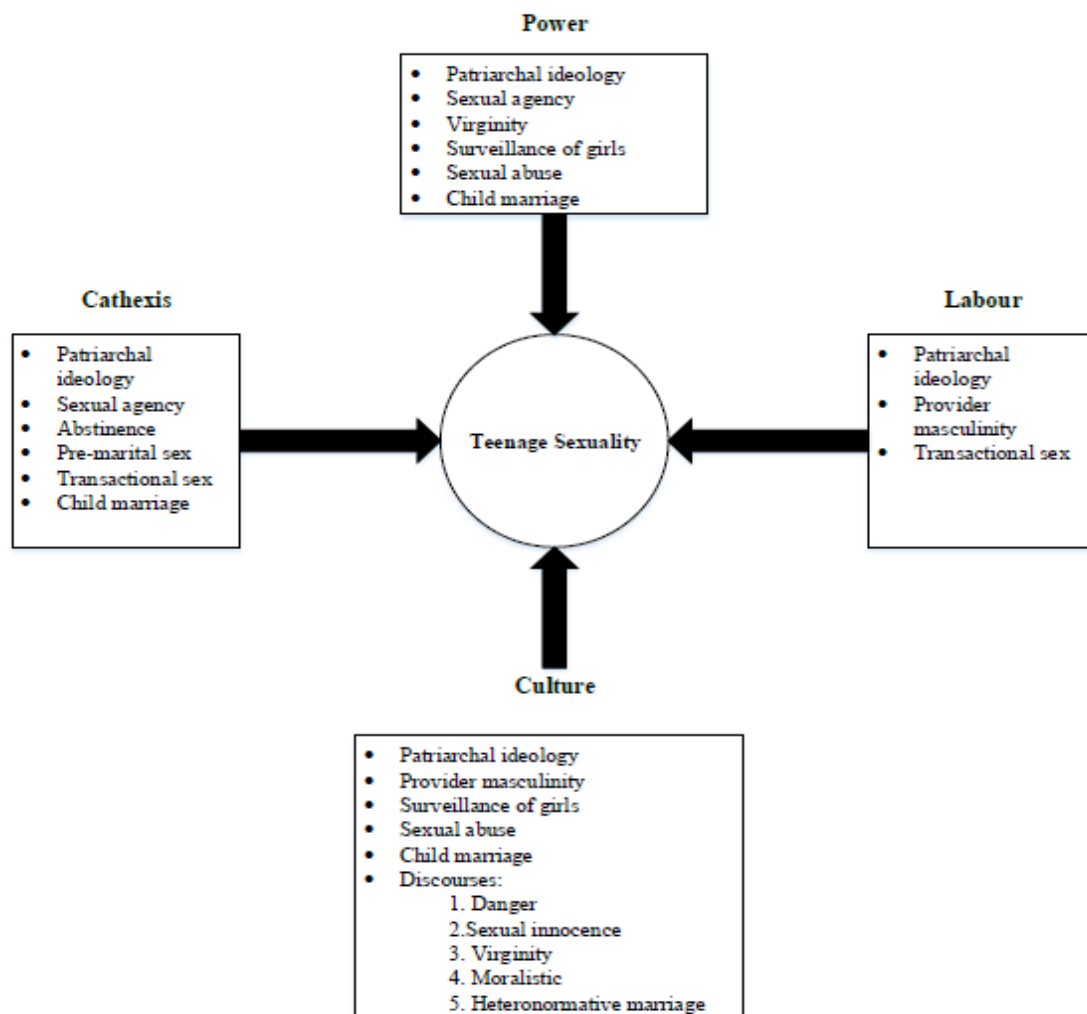 Power
• Patriarchal ideology
• Sexual agency
• Virginity
• Surveillance of girls
• Sexual abuse
• Child marriage
Cathexis
• Patriarchal
ideology
• Sexual agency
• Abstinence
• Pre-marital sex
• Transactional sex
• Child marriage
Teenage Sexuality
Labour
• Patriarchal
ideology
• Provider
masculinity
• Transactional sex
Culture
• Patriarchal ideology
• Provider masculinity
• Surveillance of girls
• Sexual abuse
• Child marriage
• Discourses:
1. Danger
2.Sexual innocence
3. Virginity
4. Moralistic
5. Heteronormative marriage